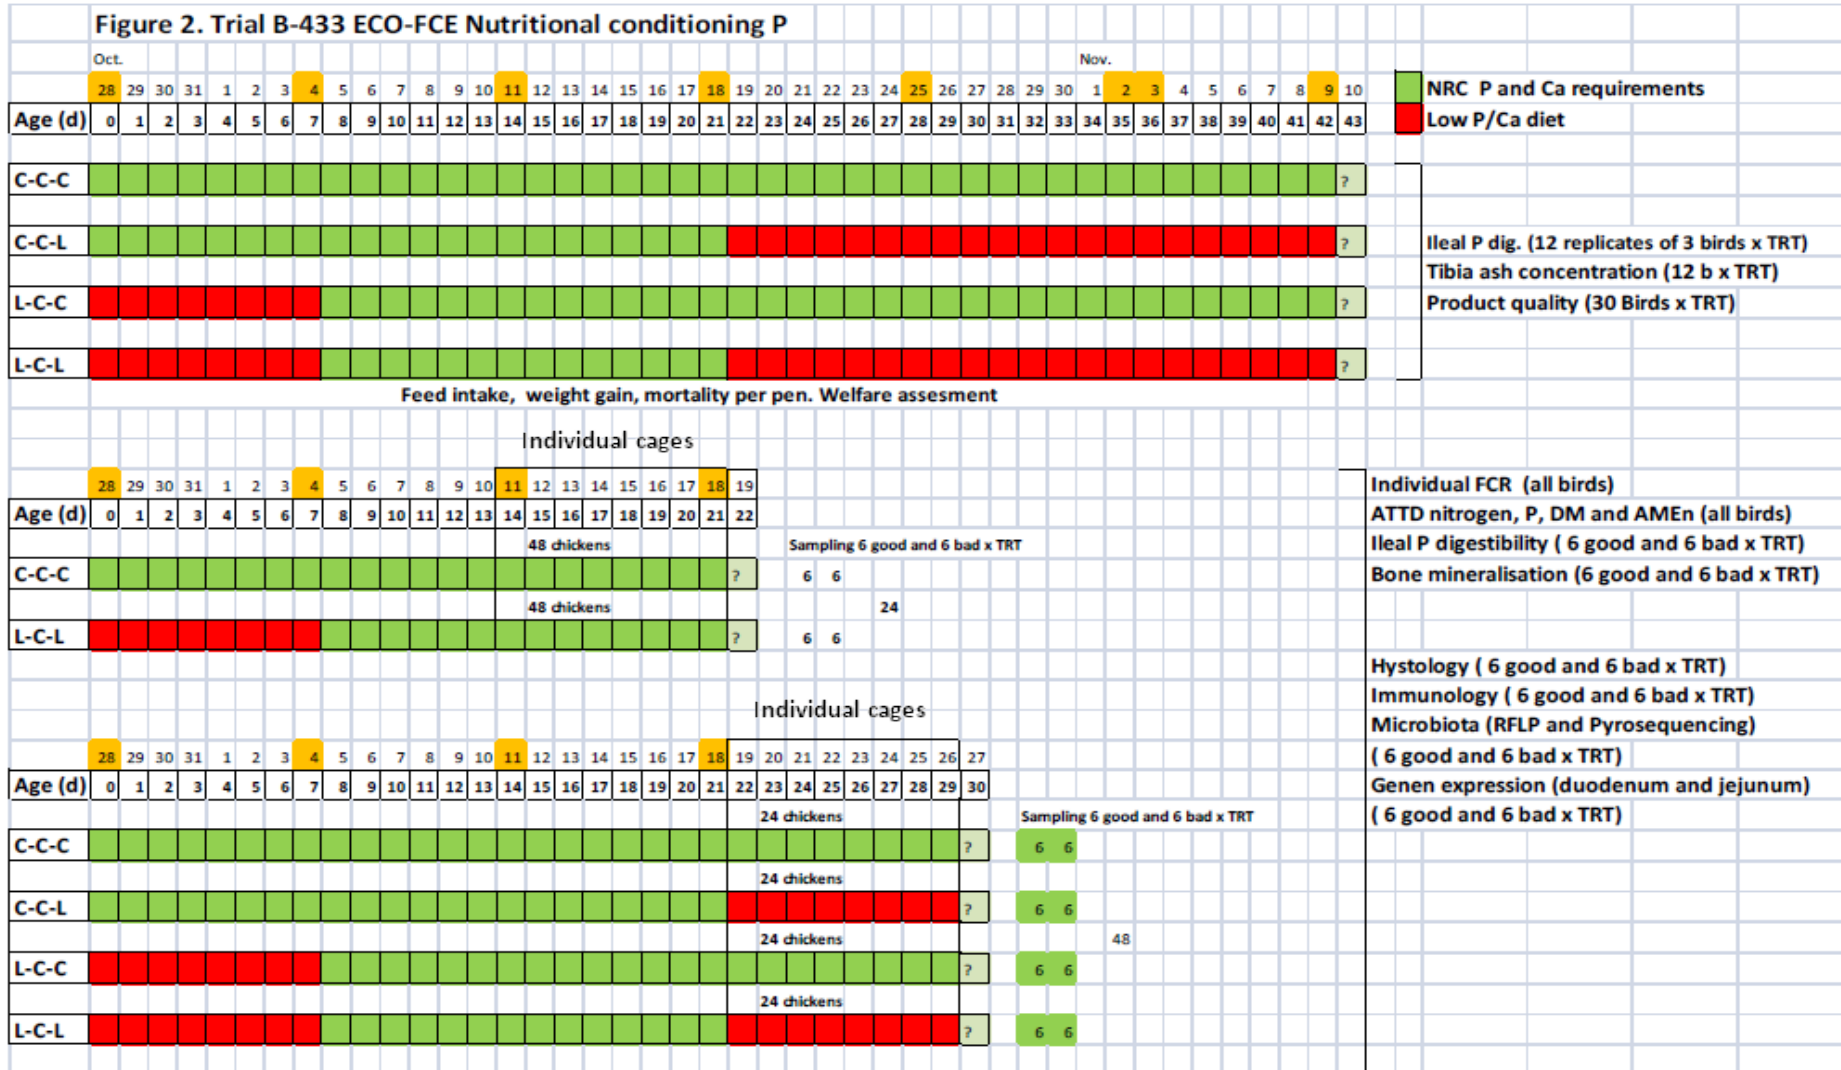 Figure 2. Trial B-433 ECO-FCE Nutritional conditioning P
Oct. Nov.
28 29 30 31 1 2 3 4 5 6 7 8 9 10 11 12 13 14 15 16 17 18 19 20 21 22 23 24 25 26 27 28 29 30 1 2 3 4 5 6 7 8 9 10 NRC P and Ca requirements
Age (d) 0 1 2 3 4 5 6 7 8 9 10 11 12 13 14 15 16 17 18 19 20 21 22 23 24 25 26 27 28 29 30 31 32 33 34 35 36 37 38 39 40 41 42 43 Low P/Ca diet
C-C-C ?
C-C-L ? Ileal P dig. (12 replicates of 3 birds x TRT)
Tibia ash concentration (12 b x TRT)
L-C-C ? Product quality (30 Birds x TRT)
L-C-L ?
Feed intake, weight gain, mortality per pen. Welfare assesment
Individual cages
28 29 30 31 1 2 3 4 5 6 7 8 9 10 11 12 13 14 15 16 17 18 19 Individual FCR (all birds)
Age (d) 0 1 2 3 4 5 6 7 8 9 10 11 12 13 14 15 16 17 18 19 20 21 22 ATTD nitrogen, P, DM and AMEn (all birds)
48 chickens Sampling 6 good and 6 bad x TRT Ileal P digestibility ( 6 good and 6 bad x TRT)
C-C-C ? 6 6 Bone mineralisation (6 good and 6 bad x TRT)
48 chickens 24
L-C-L ? 6 6
Hystology ( 6 good and 6 bad x TRT)
Immunology ( 6 good and 6 bad x TRT)
Individual cages
Microbiota (RFLP and Pyrosequencing)
28 29 30 31 1 2 3 4 5 6 7 8 9 10 11 12 13 14 15 16 17 18 19 20 21 22 23 24 25 26 27 ( 6 good and 6 bad x TRT)
Age (d) 0 1 2 3 4 5 6 7 8 9 10 11 12 13 14 15 16 17 18 19 20 21 22 23 24 25 26 27 28 29 30 Genen expression (duodenum and jejunum)
24 chickens Sampling 6 good and 6 bad x TRT ( 6 good and 6 bad x TRT)
C-C-C ? 6 6
24 chickens
C-C-L ? 6 6
24 chickens 48
L-C-C ? 6 6
24 chickens
L-C-L ? 6 6